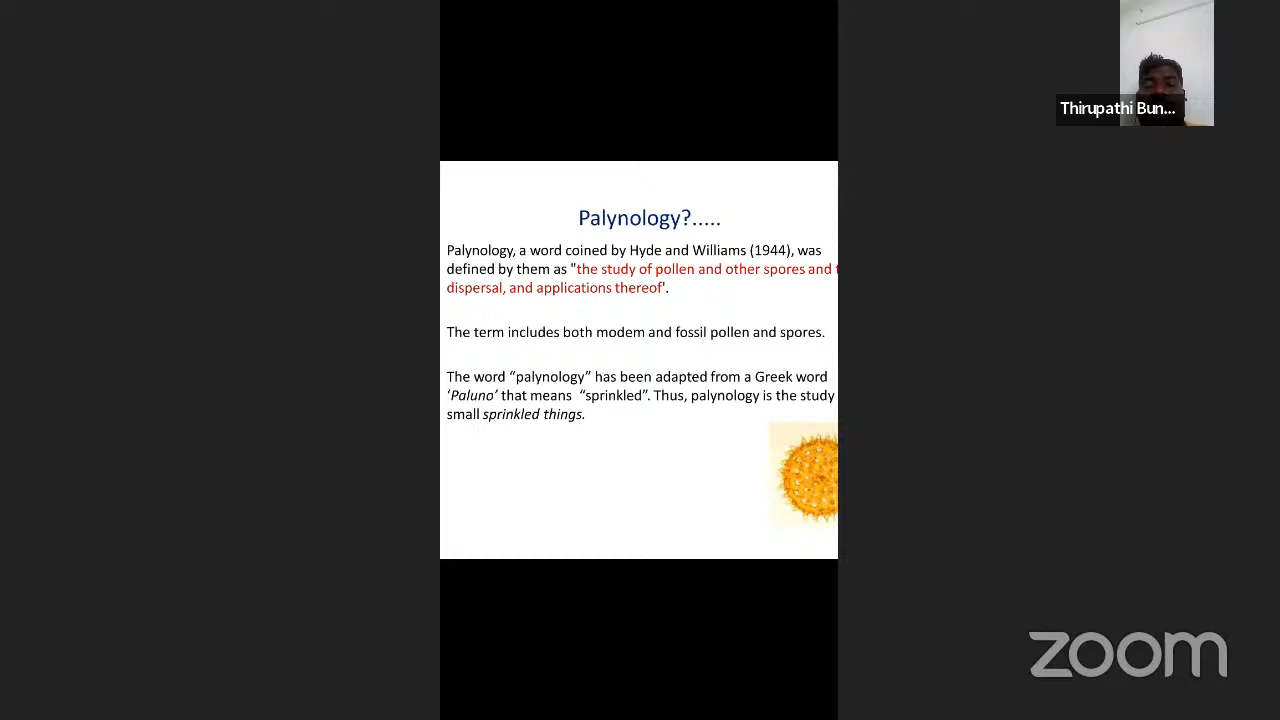 Thirupathi Bun...
Palynology?.....
Palynology, a word coined by Hyde and Williams (1944), was
defined by them as "the study of pollen and other spores and
dispersal, and applications thereof'.
The term includes both modem and fossil pollen and spores.
The word “palynology” has been adapted from a Greek word
‘Paluno’ that means “sprinkled”. Thus, palynology is the study
small sprinkled things.
zoom